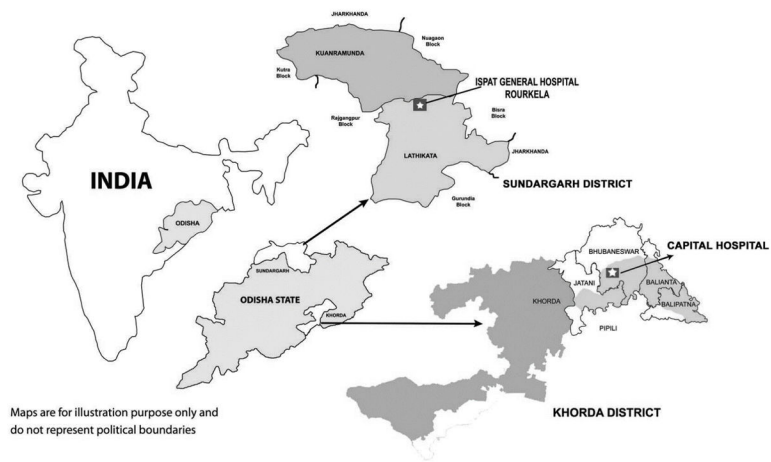 JHARKHANDA
Nuagaon
Block
KUANRAMUNDA
Kutra
Block
ISPAT GENERAL HOSPITAL
ROURKELA
Rajgangpur
Block
Bisra
Block
LATHIKATA
JHARKHANDA
SUNDARGARH DISTRICT
Gurundia
Block
INDIA
ODISHA
SUNDARGARH
ODISHA STATE
KHORDA
BHUBANESWAR
CAPITAL HOSPITAL
JATANI
BALIANTA
KHORDA
BALIPATNA
PIPILI
KHORDA DISTRICT
Maps are for illustration purpose only and
do not represent political boundaries